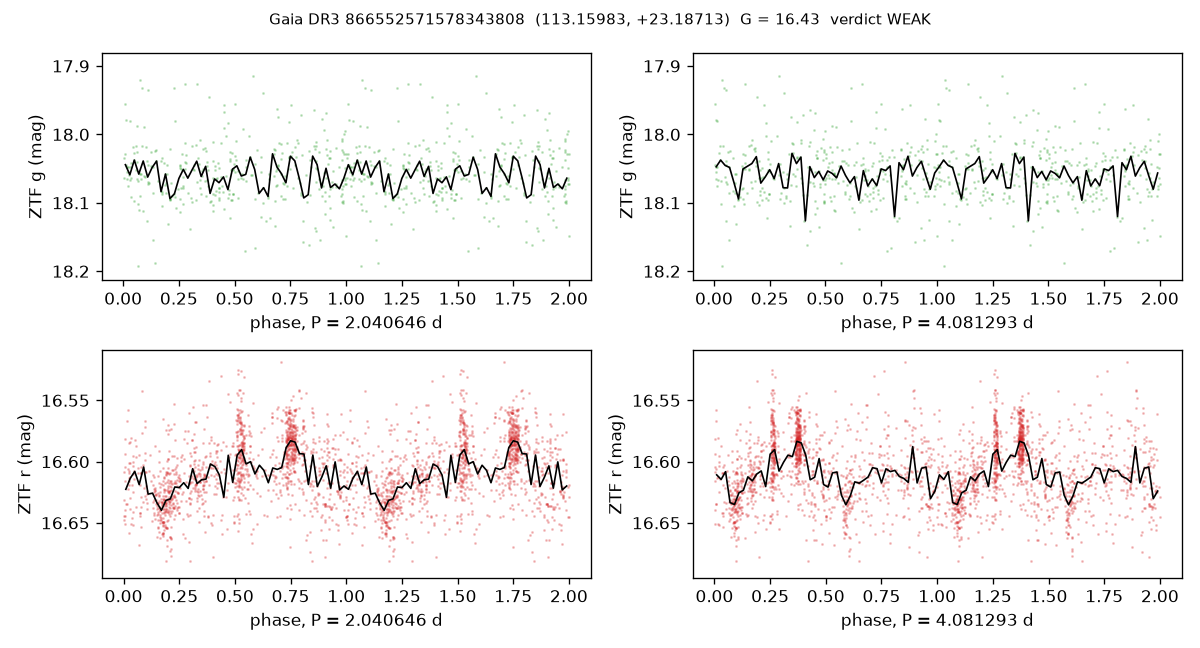 Gaia DR3 866552571578343808  (113.15983, +23.18713)  G = 16.43  verdict WEAK
ZTF g (mag)
17.9
18.0
18.1
18.2
0.00 0.25 0.50 0.75 1.00 1.25 1.50 1.75 2.00
phase, P = 2.040646 d
ZTF g (mag)
17.9
18.0
18.1
18.2
0.00 0.25 0.50 0.75 1.00 1.25 1.50 1.75 2.00
phase, P = 4.081293 d
ZTF r (mag)
16.55
16.60
16.65
0.00 0.25 0.50 0.75 1.00 1.25 1.50 1.75 2.00
phase, P = 2.040646 d
ZTF r (mag)
16.55
16.60
16.65
0.00 0.25 0.50 0.75 1.00 1.25 1.50 1.75 2.00
phase, P = 4.081293 d